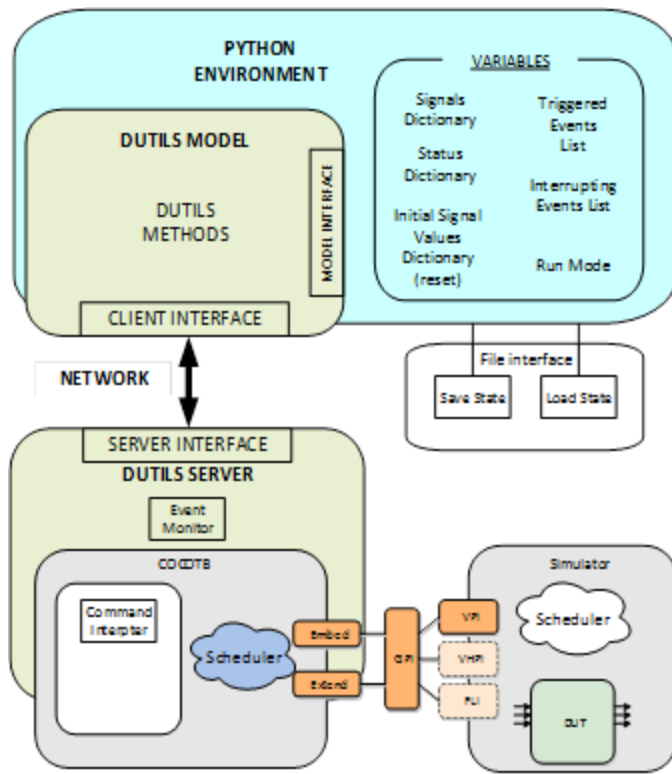 PYTHON
ENVIRONMENT
VARIABLES
Signals
Dictionary
Status
Dictionary
Initial Signal
Values
Dictionary
(reset)
Triggered
Events
List
Interrupting
Events List
Run Mode
DUTILS MODEL
DUTILS
METHODS
MODEL INTERFACE
CLIENT INTERFACE
File interface
Save State
Load State
NETWORK
SERVER INTERFACE
DUTILS SERVER
Event
Monitor
COCOTB
Command
Interpter
Scheduler
Embed
Extend
GPI
VPI
VHPI
PLI
Simulator
Scheduler
DUT